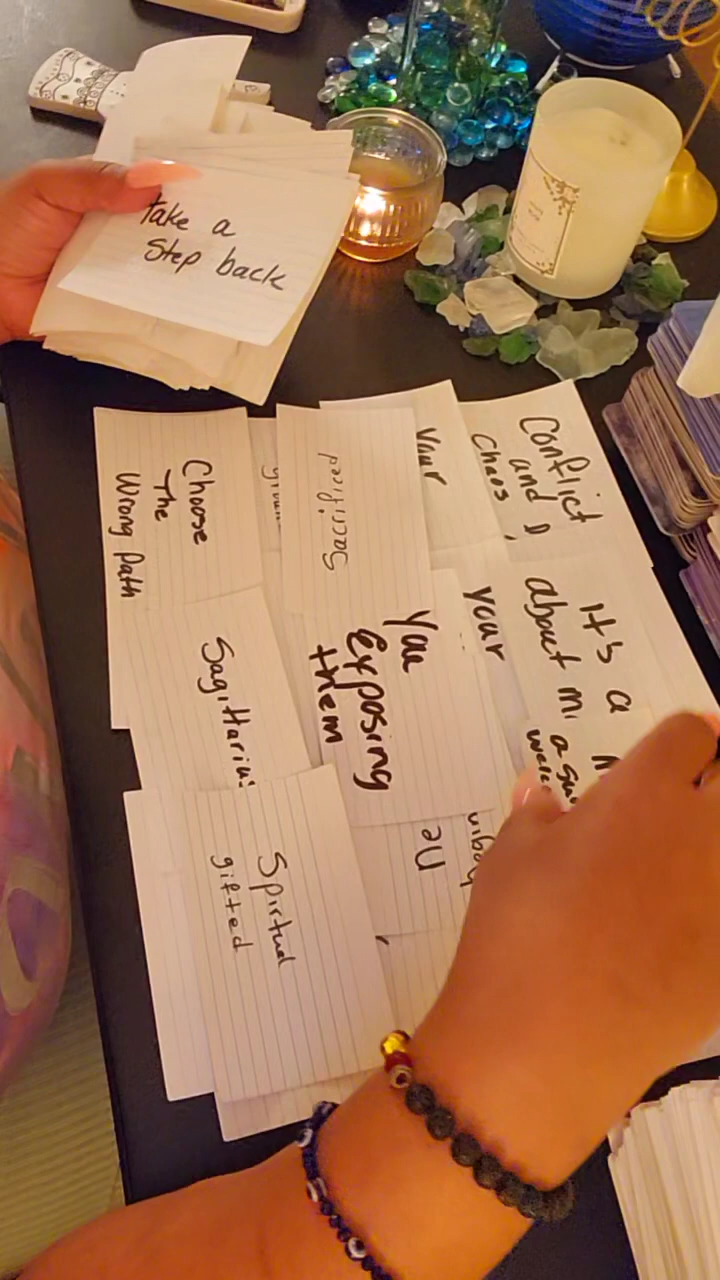 take a
step back
Conflict
and
Chaos
Your
Sacrificed
Choose
The
Wrong Path
It's a
about
Your
You
Exposing
them
Sagittarius
Spirtual
gifted